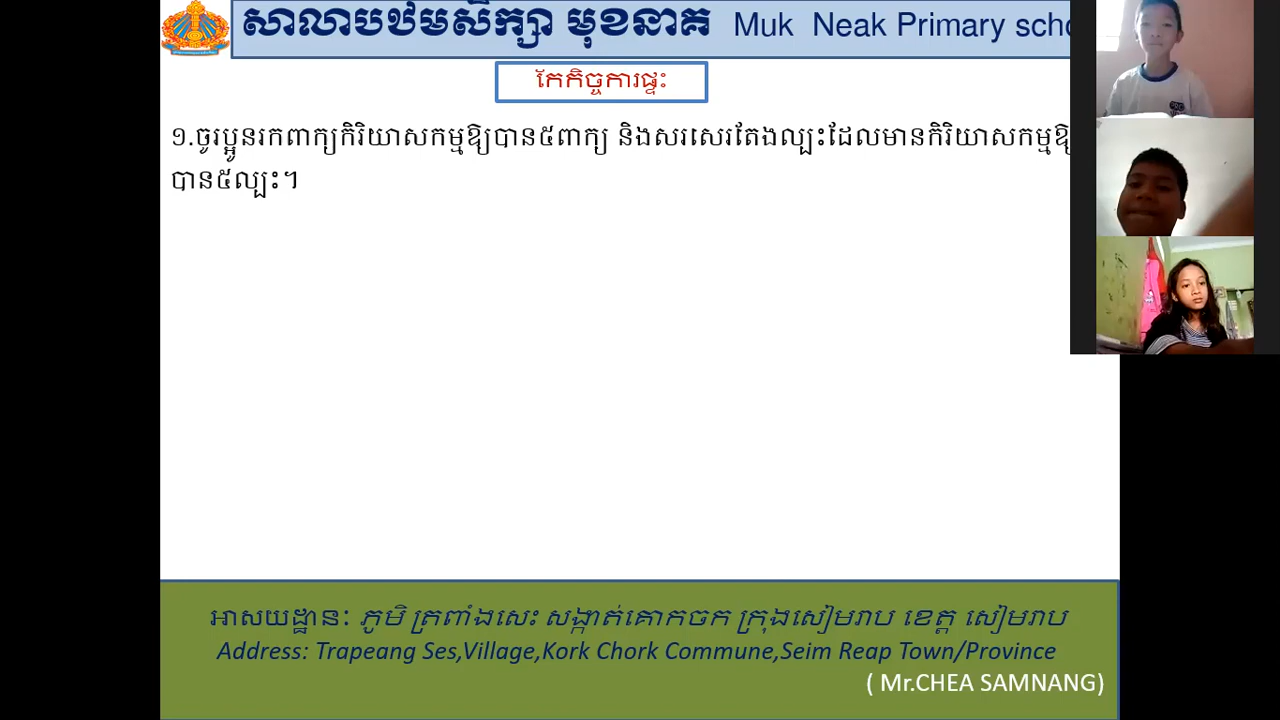 សាលាបឋមសិក្សា មុខនាគ Muk Neak Primary
កែកិច្ចការផ្ទះ
១.ចូរប្អូនរកពាក្យកិរិយាសកម្មឱ្យបាន៥ពាក្យ និងសរសេរតែងល្បះដែលមានកិរិយាសកម្មឱ្យ
បាន៥ល្បះ។
អាសយដ្ឋានៈ ភូមិ ត្រពាំងសេះ សង្កាត់គោកចក ក្រុងសៀមរាប ខេត្ត សៀមរាប
Address: Trapeang Ses,Village,Kork Chork Commune,Seim Reap Town/Province
( Mr.CHEA SAMNANG)